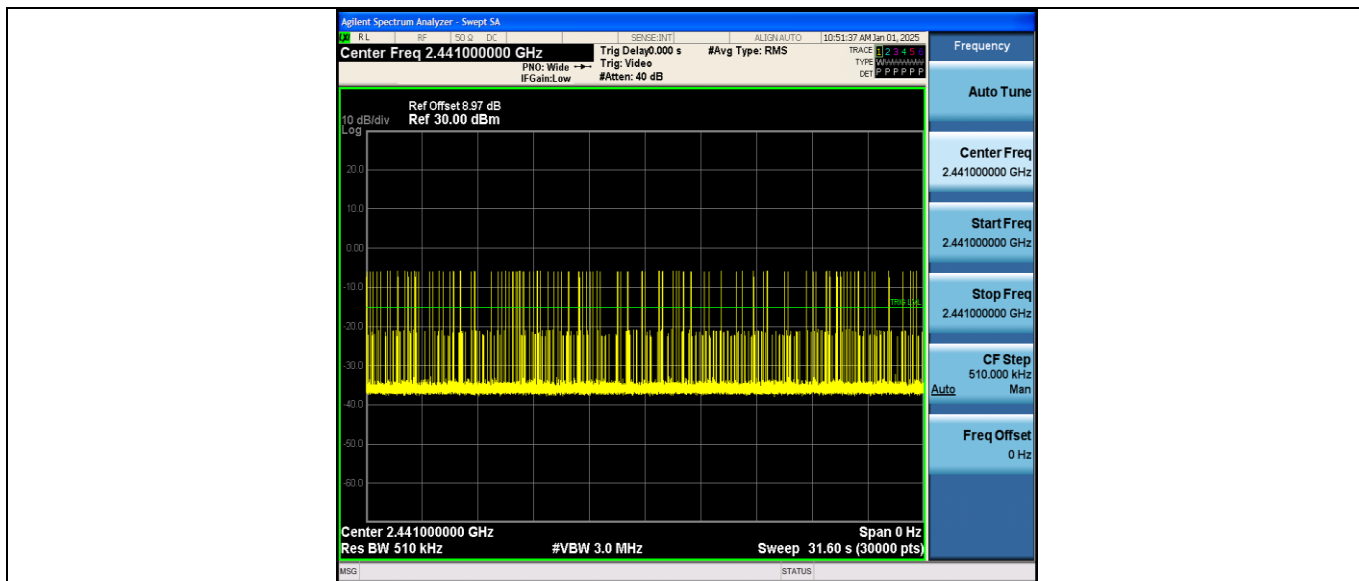 Agilent Spectrum Analyzer - Swept SA
LXI RL RF 50 Ω DC SENSE:INT ALIGN AUTO 10:51:37 AM Jan 01, 2025
Center Freq 2.441000000 GHz Trig Delay0.000 s #Avg Type: RMS TRACE 1 2 3 4 5 6
PNO: Wide Trig: Video TYPE WWWWWW
IFGain:Low #Atten: 40 dB DET P P P P P P
Ref Offset 8.97 dB
10 dB/div Ref 30.00 dBm
Log
20.0
10.0
0.00
-10.0
TRIG LVL
-20.0
-30.0
-40.0
-50.0
-60.0
Center 2.441000000 GHz Span 0 Hz
Res BW 510 kHz #VBW 3.0 MHz Sweep 31.60 s (30000 pts)
MSG STATUS
Frequency
Auto Tune
Center Freq
2.441000000 GHz
Start Freq
2.441000000 GHz
Stop Freq
2.441000000 GHz
CF Step
510.000 kHz
Auto Man
Freq Offset
0 Hz